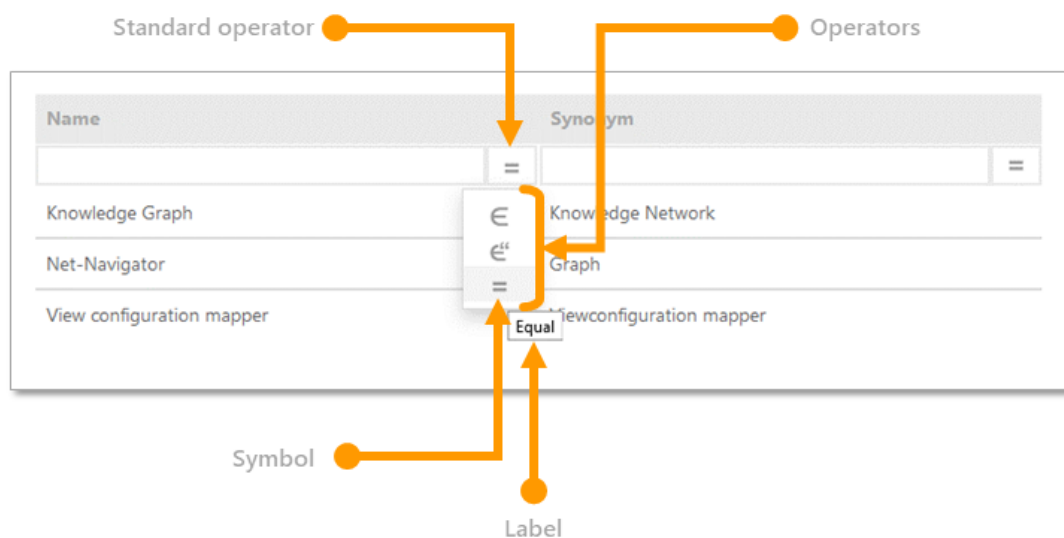 Standard operator
Operators
Name
Synonym
=
=
Knowledge Graph
∈
Knowledge Network
Net-Navigator
∈“
Graph
=
View configuration mapper
Equal
Viewconfiguration mapper
Symbol
Label